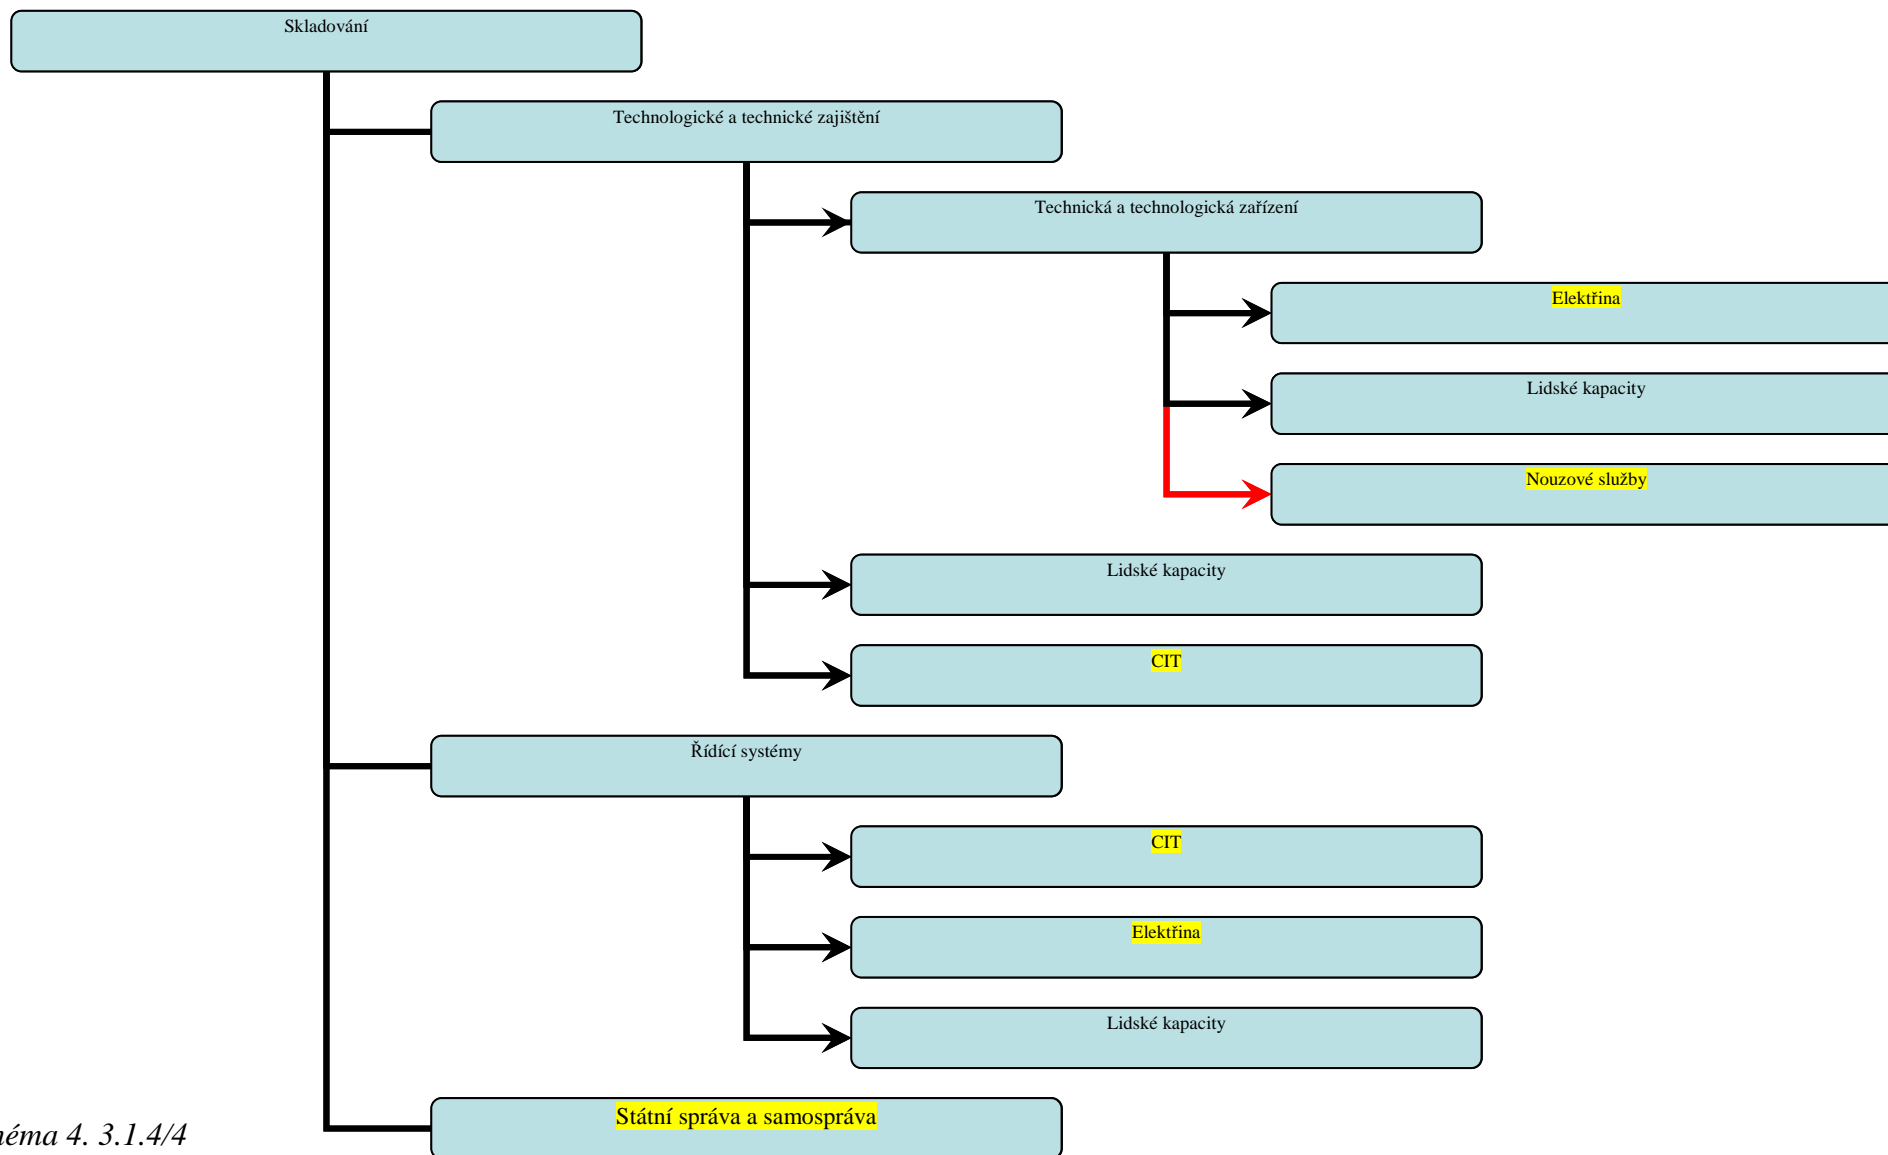 Skladování
Technologické a technické zajištění
Technická a technologická zařízení
Elektřina
Lidské kapacity
Nouzové služby
Lidské kapacity
CIT
Řídící systémy
CIT
Elektřina
Lidské kapacity
Státní správa a samospráva
4. 3.1.4/4